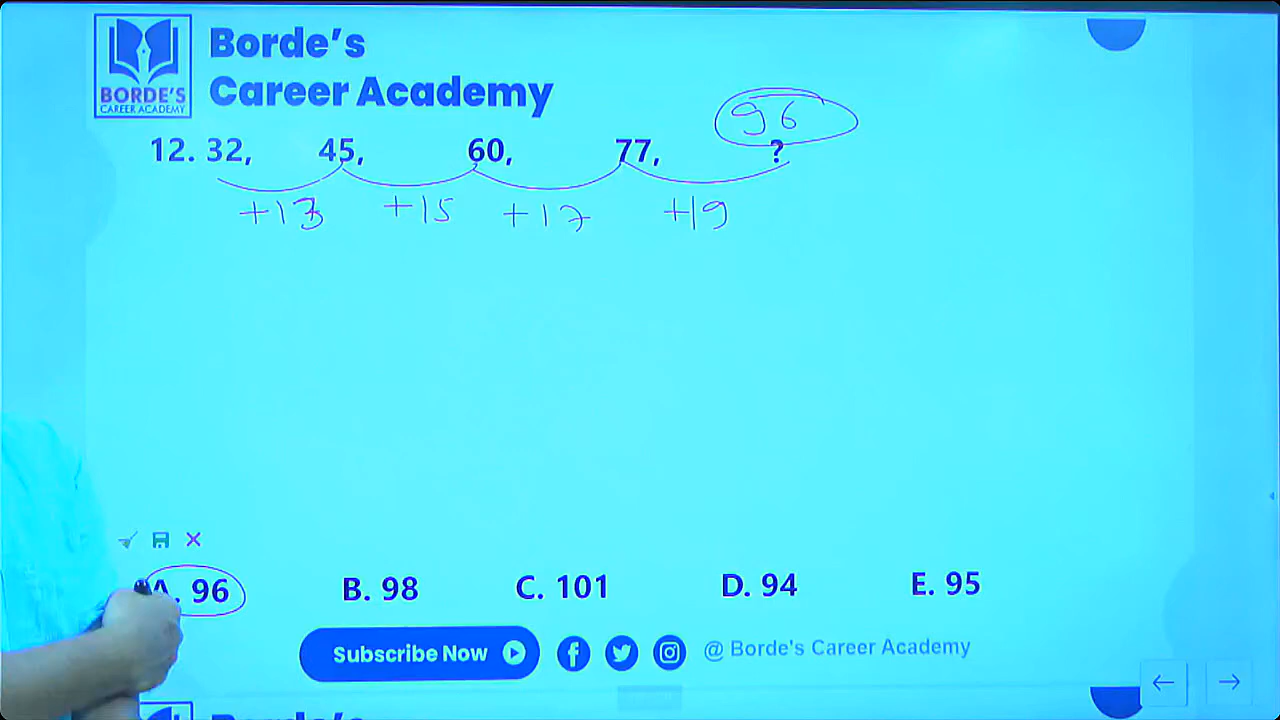 BORDE'S
CAREER ACADEMY
Borde's
Career Academy
96
12. 32, 45, 60, 77, ?
+13 +15 +17 +19
A. 96 B. 98 C. 101 D. 94 E. 95
Subscribe Now
@ Borde's Career Academy
Borde's